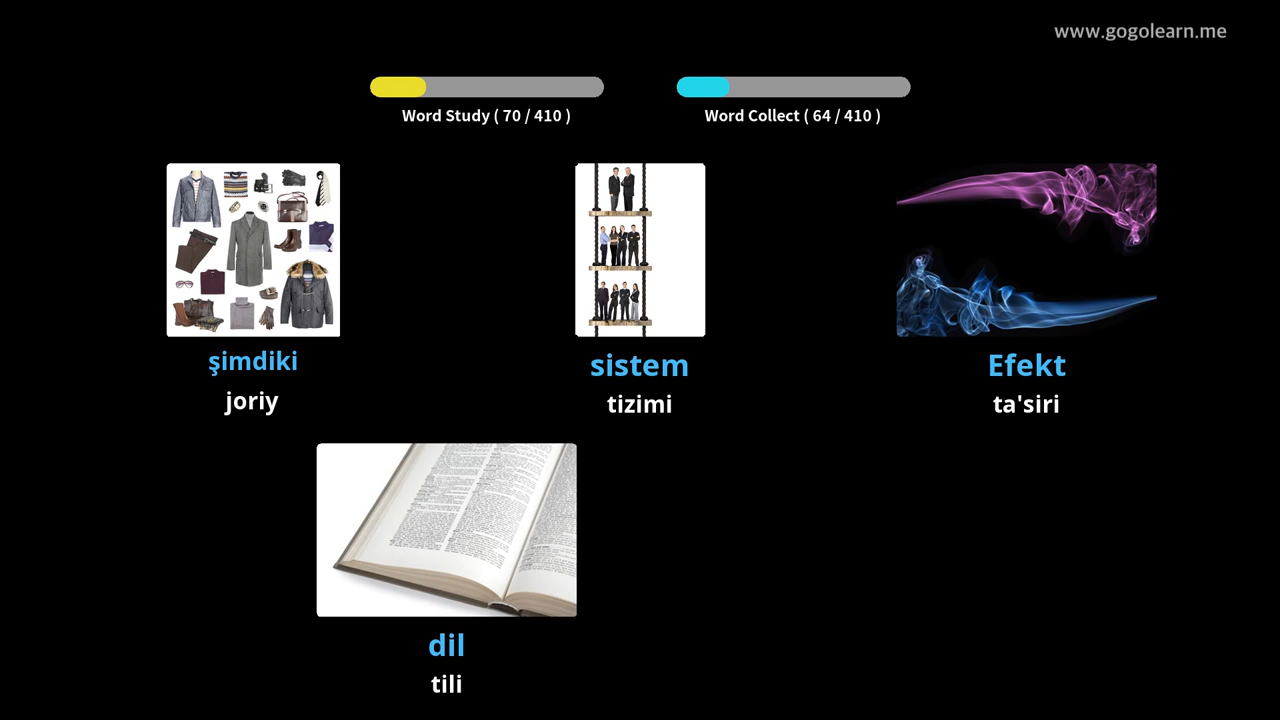 www.gogolearn.me
Word Study ( 70 / 410 )
Word Collect ( 64 / 410 )
şimdiki
joriy
sistem
tizimi
Efekt
ta'siri
dil
tili